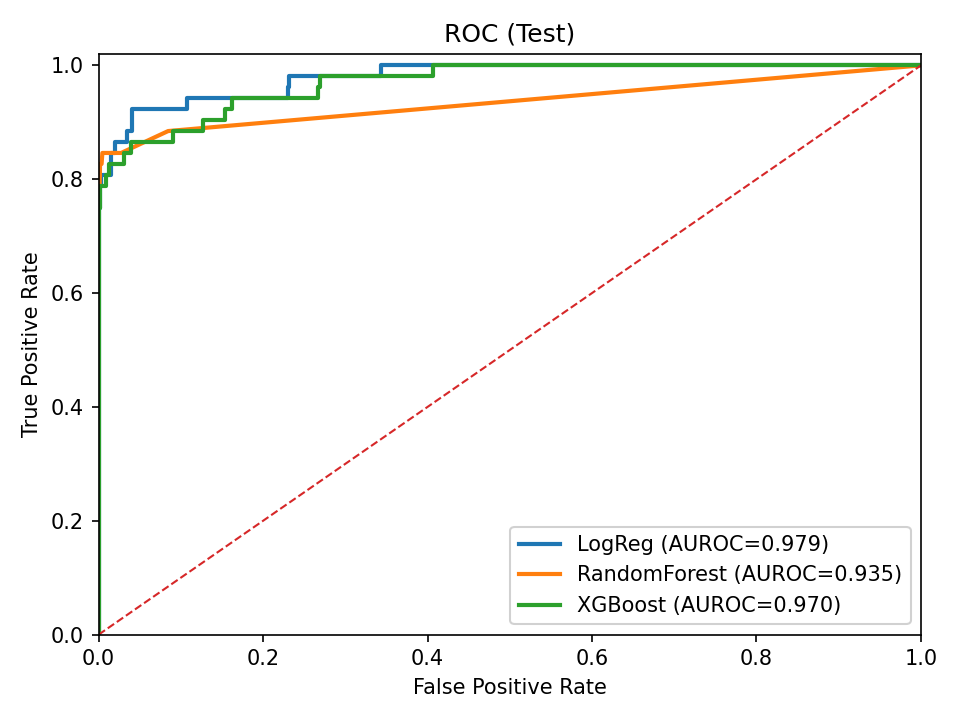 ROC (Test)
1.0
0.8
0.6
0.4
0.2
0.0
True Positive Rate
LogReg (AUROC=0.979)
RandomForest (AUROC=0.935)
XGBoost (AUROC=0.970)
0.0 0.2 0.4 0.6 0.8 1.0
False Positive Rate